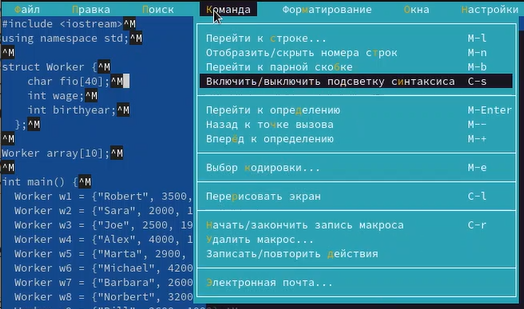 Файл Правка Поиск Команда Форматирование Окна Настройки
#include <iostream>^M
using namespace std;^M
^M
struct Worker {^M
char fio[40];^M
int wage;^M
int birthyear;^M
};^M
^M
Worker array[10];^M
^M
int main() {^M
Worker w1 = {"Robert", 3500,
Worker w2 = {"Sara", 2000, 1
Worker w3 = {"Joe", 2500, 19
Worker w4 = {"Alex", 4000, 1
Worker w5 = {"Marta", 2900,
Worker w6 = {"Michael", 4200
Worker w7 = {"Barbara", 2600
Worker w8 = {"Norbert", 3200
Перейти к строке... M-l
Отобразить/скрыть номера строк M-n
Перейти к парной скобке M-b
Включить/выключить подсветку синтаксиса C-s
Перейти к определению M-Enter
Назад к точке вызова M--
Вперёд к определению M-+
Выбор кодировки... M-e
Перерисовать экран C-l
Начать/закончить запись макроса C-r
Удалить макрос...
Записать/повторить действия
Электронная почта...